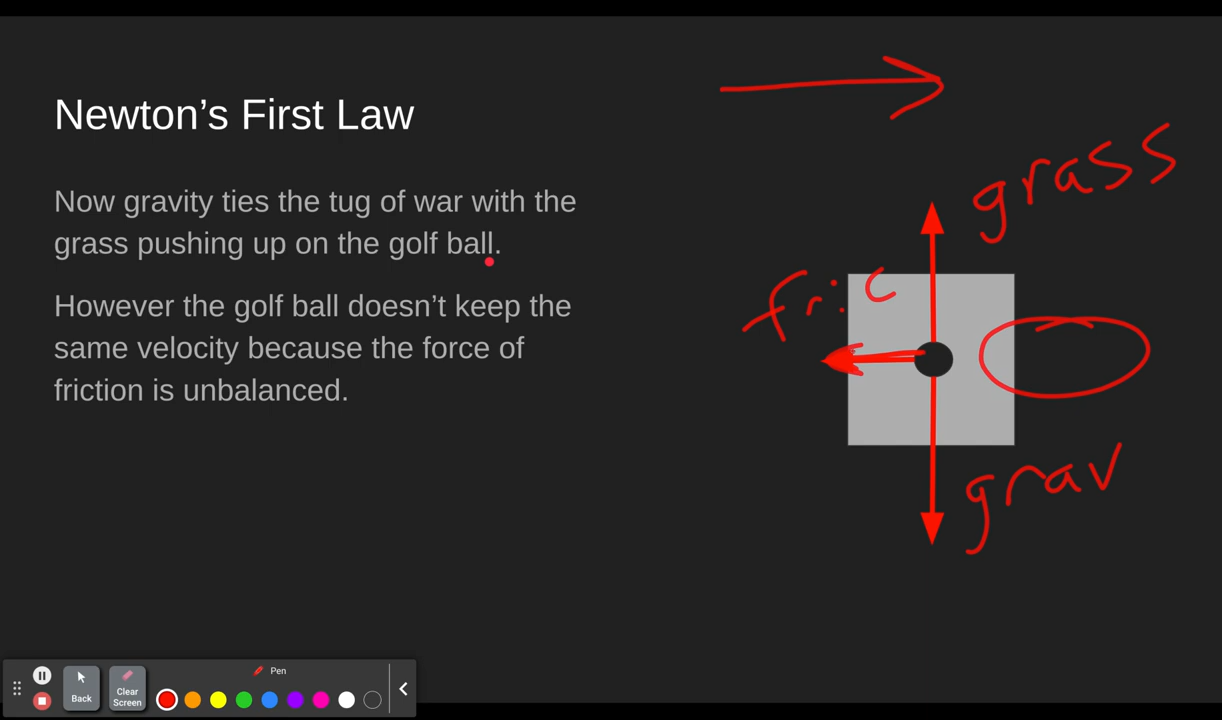 Newton's First Law
Now gravity ties the tug of war with the
grass pushing up on the golf ball.
However the golf ball doesn't keep the
same velocity because the force of
friction is unbalanced.
grass
fric
grav
Pen
Back
Clear
Screen